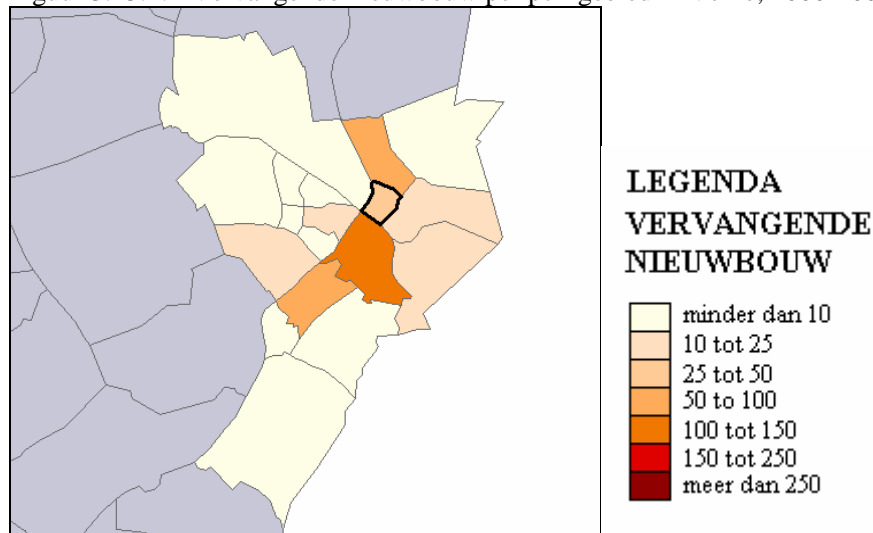 LEGENDA
VERVANGENDE
NIEUWBOUW
minder dan 10
10 tot 25
25 tot 50
50 to 100
100 tot 150
150 tot 250
meer dan 250